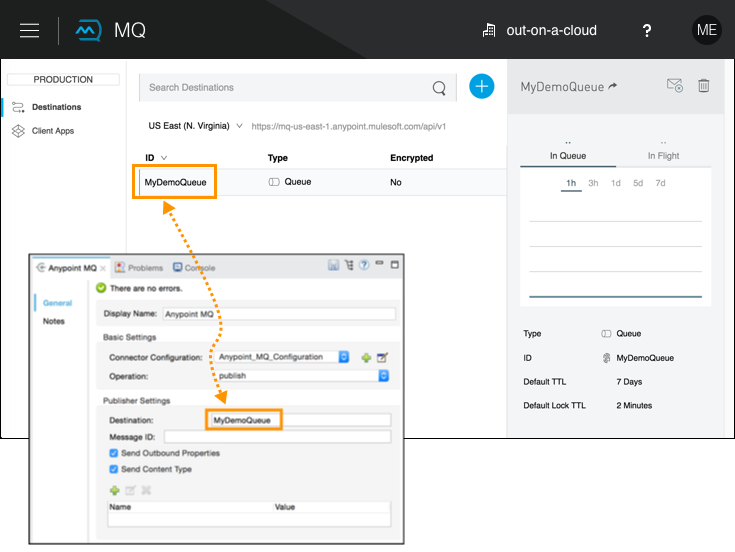 MQ
out-on-a-cloud
?
ME
PRODUCTION
Destinations
Client Apps
Search Destinations
US East (N. Virginia)
https://mq-us-east-1.anypoint.mulesoft.com/api/v1
ID Type Encrypted
MyDemoQueue Queue No
MyDemoQueue
--
In Queue
--
In Flight
1h 3h 1d 5d 7d
Type Queue
ID MyDemoQueue
Default TTL 7 Days
Default Lock TTL 2 Minutes
Anypoint MQ Problems Console
General
Notes
There are no errors.
Display Name: Anypoint MQ
Basic Settings
Connector Configuration: Anypoint_MQ_Configuration
Operation: publish
Publisher Settings
Destination: MyDemoQueue
Message ID:
Send Outbound Properties
Send Content Type
Name Value